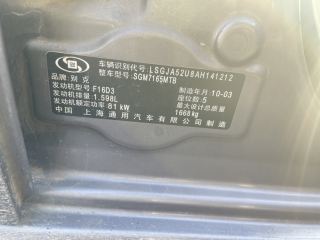 车辆识别代号 LSGJA52U8AH141212
整车型号: SGM7165MTB
品牌: 别克
发动机型号: F16D3 制造年月: 10-03
发动机排量: 1.598L 座位数: 5
发动机额定功率: 81 kW 最大设计总质量
1668 kg
中国 上海通用汽车有限公司制造